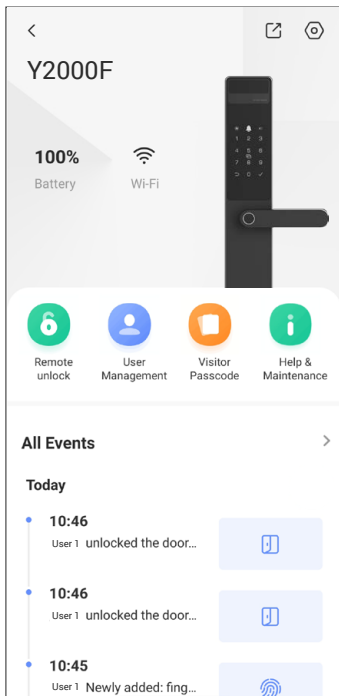 Y2000F
100%
Battery
Wi-Fi
Remote
unlock
User
Management
Visitor
Passcode
Help &
Maintenance
All Events
Today
10:46
User 1 unlocked the door...
10:46
User 1 unlocked the door...
10:45
User 1 Newly added: fing...